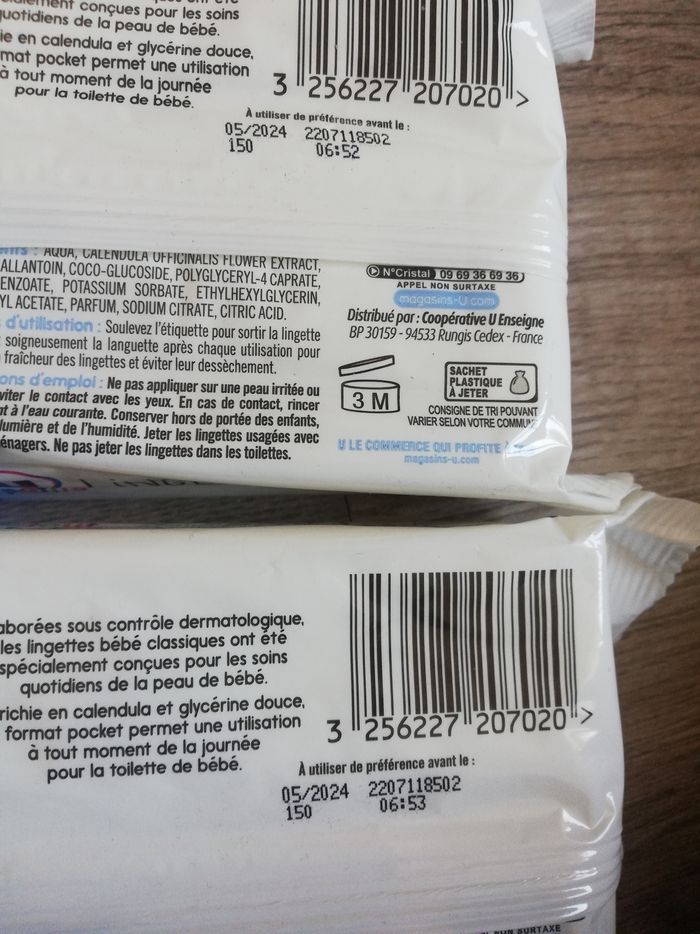 conçues pour les soins
quotidiens de la peau de bébé.
en calendula et glycérine douce,
pocket permet une utilisation
à tout moment de la journée
pour la toilette de bébé.
3 256227 207020 >
À utiliser de préférence avant le :
05/2024 2207118502
150 06:52
: AQUA, CALENDULA OFFICINALIS FLOWER EXTRACT,
ALLANTOIN, COCO-GLUCOSIDE, POLYGLYCERYL-4 CAPRATE,
POTASSIUM SORBATE, ETHYLHEXYLGLYCERIN,
ACETATE, PARFUM, SODIUM CITRATE, CITRIC ACID.
d'utilisation : Soulevez l'étiquette pour sortir la lingette
soigneusement la languette après chaque utilisation pour
fraîcheur des lingettes et éviter leur dessèchement.
d'emploi : Ne pas appliquer sur une peau irritée ou
éviter le contact avec les yeux. En cas de contact, rincer
à l'eau courante. Conserver hors de portée des enfants,
lumière et de l'humidité. Jeter les lingettes usagées avec
ménagers. Ne pas jeter les lingettes dans les toilettes.
N°Cristal 09 69 36 69 36
APPEL NON SURTAXE
magasins-U.com
Distribué par : Coopérative U Enseigne
BP 30159 - 94533 Rungis Cedex - France
3 M
SACHET
PLASTIQUE
À JETER
CONSIGNE DE TRI POUVANT
VARIER SELON VOTRE COMMUN
U LE COMMERCE QUI PROFITE
magasins-u.com
élaborées sous contrôle dermatologique,
les lingettes bébé classiques ont été
spécialement conçues pour les soins
quotidiens de la peau de bébé.
richie en calendula et glycérine douce,
format pocket permet une utilisation
à tout moment de la journée
pour la toilette de bébé.
3 256227 207020 >
À utiliser de préférence avant le :
05/2024 2207118502
150 06:53
NON SURTAXE